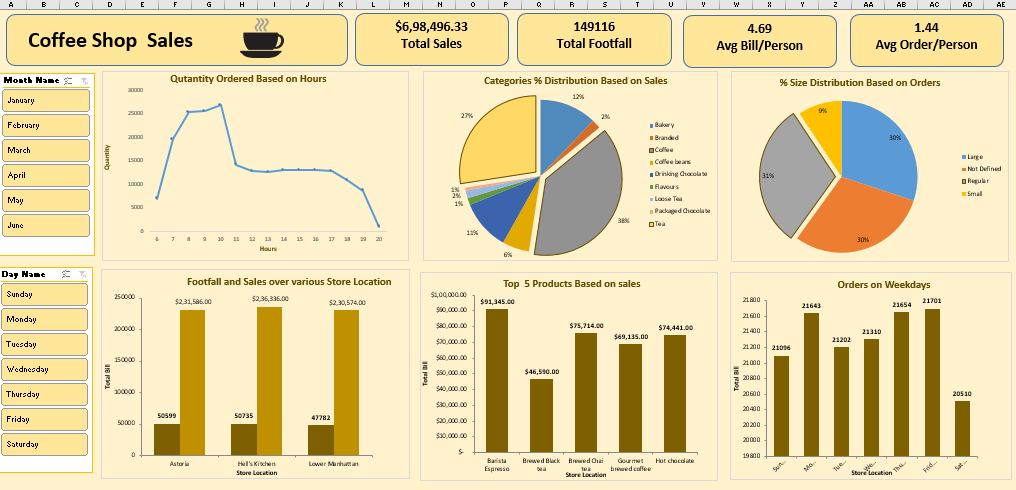 A B C D E F G H I J K L M N O P Q R S T U V W X Y Z AA AB AC AD AE
Coffee Shop Sales
$6,98,496.33
Total Sales
149116
Total Footfall
4.69
Avg Bill/Person
1.44
Avg Order/Person
Month Name
January
February
March
April
May
June
Day Name
Sunday
Monday
Tuesday
Wednesday
Thursday
Friday
Saturday
Qutantity Ordered Based on Hours
30000
25000
20000
15000
10000
5000
0
Quantity
6 7 8 9 10 11 12 13 14 15 16 17 18 19 20
Hours
Categories % Distribution Based on Sales
12%
2%
38%
6%
11%
1%
2%
1%
27%
Bakery
Branded
Coffee
Coffee beans
Drinking Chocolate
Flavours
Loose Tea
Packaged Chocolate
Tea
% Size Distribution Based on Orders
30%
30%
31%
9%
Large
Not Defined
Regular
Small
Footfall and Sales over various Store Location
250000
200000
150000
100000
50000
0
Total Bill
$2,31,586.00
$2,36,336.00
$2,30,574.00
50599
50735
47782
Astoria
Hell's Kitchen
Lower Manhattan
Store Location
Top 5 Products Based on sales
$1,00,000.00
$90,000.00
$80,000.00
$70,000.00
$60,000.00
$50,000.00
$40,000.00
$30,000.00
$20,000.00
$10,000.00
$-
Total Bill
$91,345.00
$46,590.00
$75,714.00
$69,135.00
$74,441.00
Barista Espresso
Brewed Black tea
Brewed Chai tea
Gourmet brewed coffee
Hot chocolate
Store Location
Orders on Weekdays
21800
21600
21400
21200
21000
20800
20600
20400
20200
20000
19800
Total Bill
21096
21643
21202
21310
21654
21701
20510
Sun...
Mo...
Tue...
We...
Thu...
Frid...
Sat...
Store Location